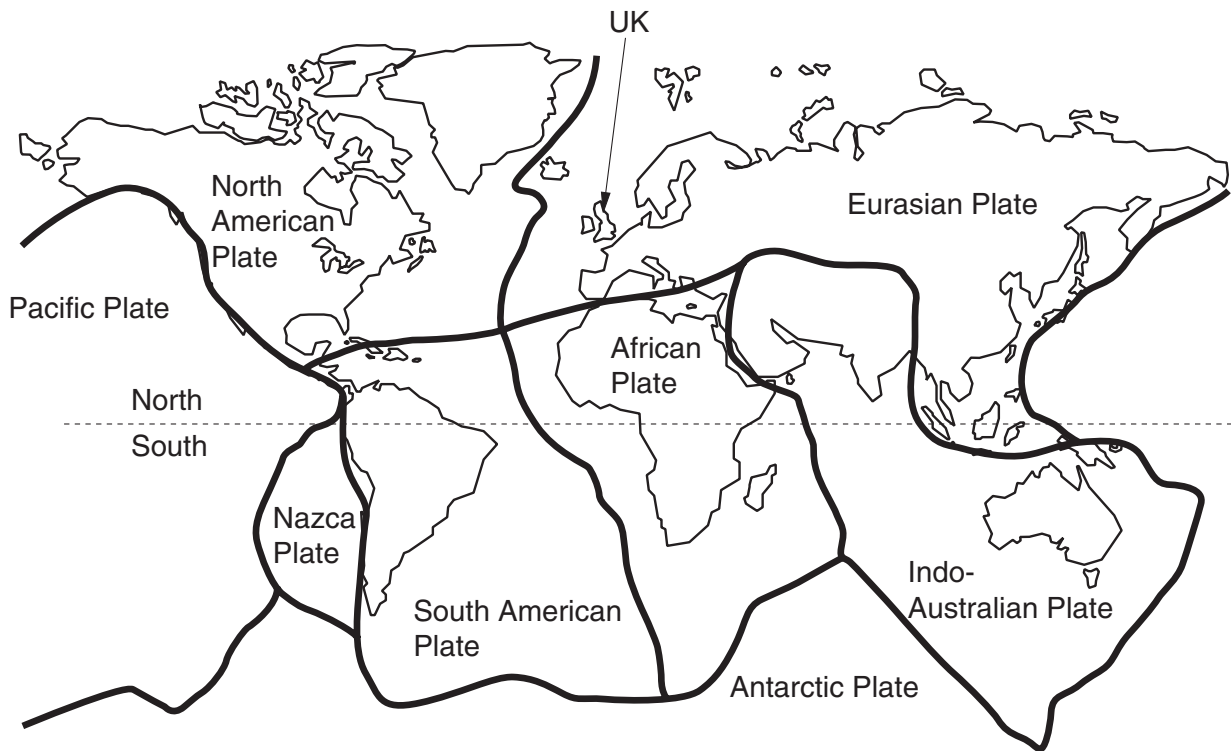 UK
North
American
Plate
Eurasian Plate
Pacific Plate
African
Plate
North
South
Nazca
Plate
Indo-
Australian Plate
South American
Plate
Antarctic Plate